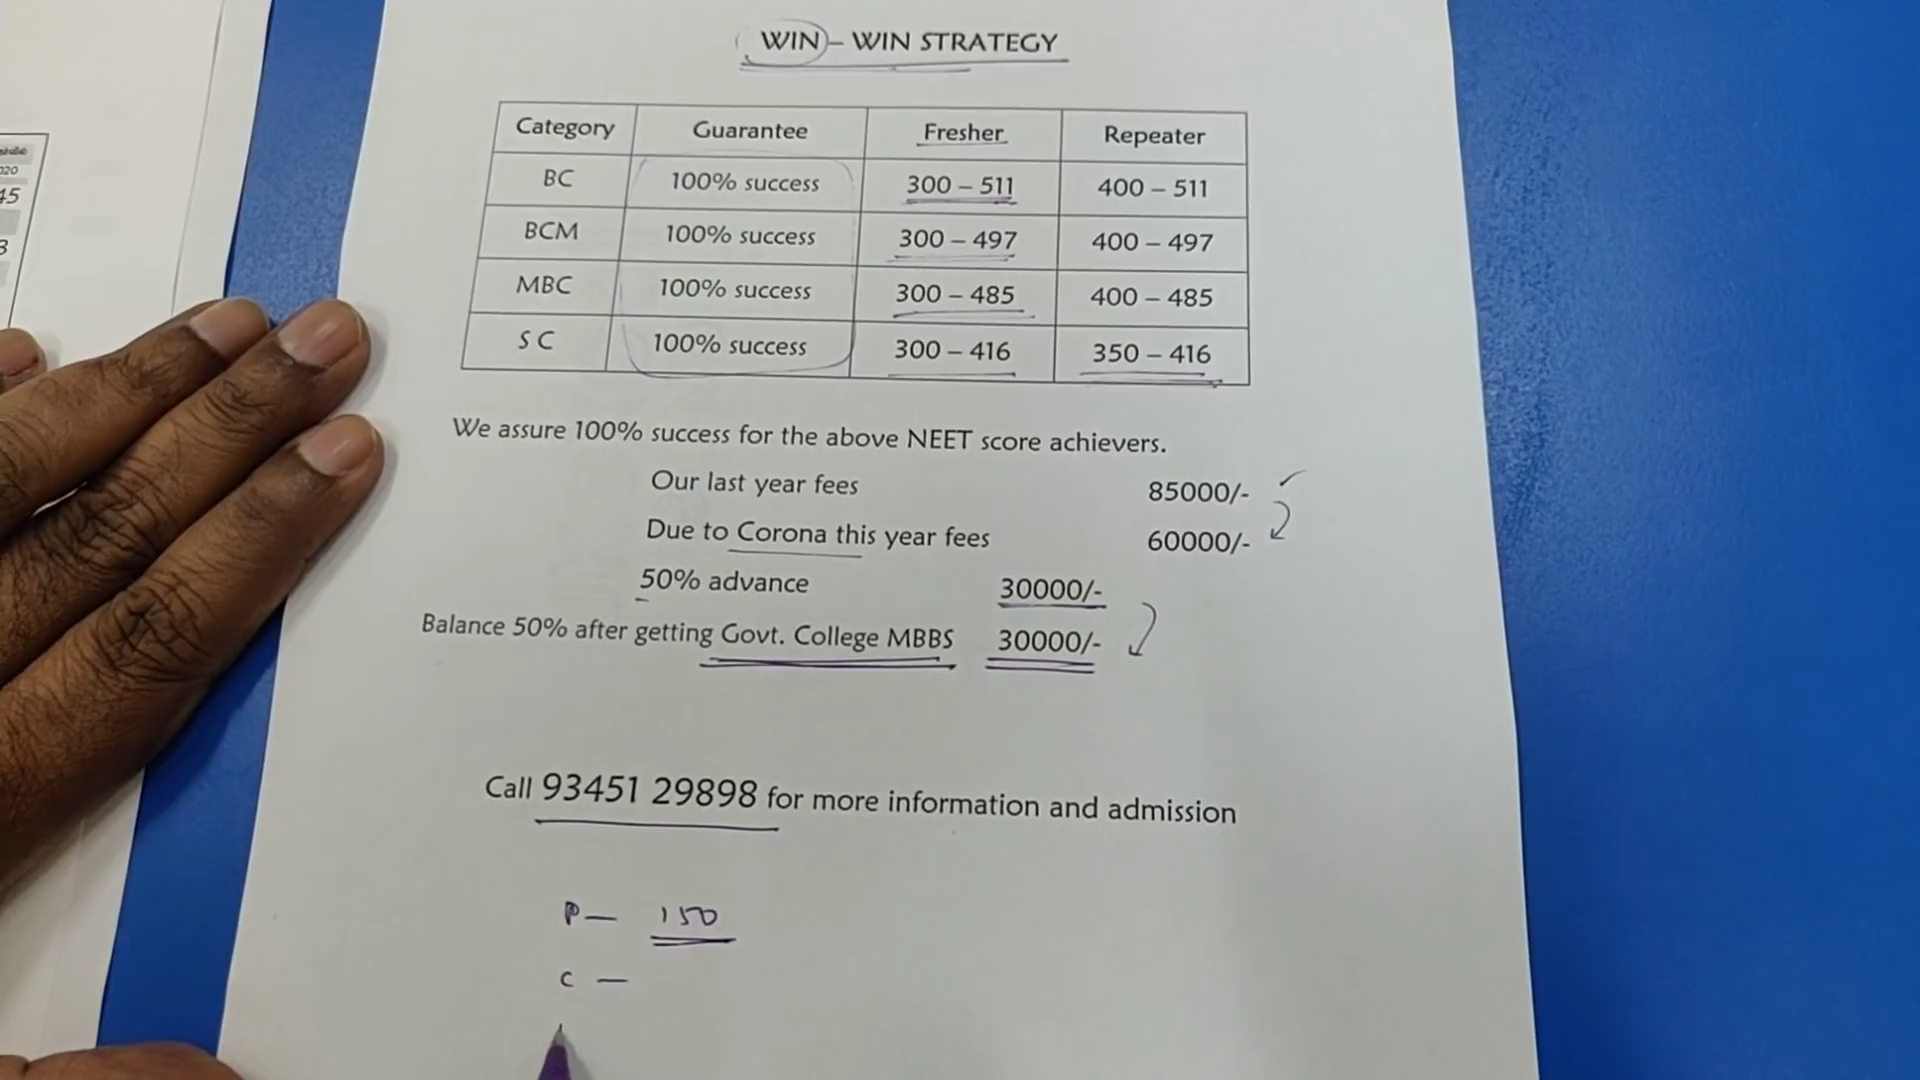 WIN – WIN STRATEGY
Category Guarantee Fresher Repeater
BC 100% success 300 – 511 400 – 511
BCM 100% success 300 – 497 400 – 497
MBC 100% success 300 – 485 400 – 485
S C 100% success 300 – 416 350 – 416
We assure 100% success for the above NEET score achievers.
Our last year fees 85000/-
Due to Corona this year fees 60000/-
50% advance 30000/-
Balance 50% after getting Govt. College MBBS 30000/-
Call 93451 29898 for more information and admission
P — 150
C —